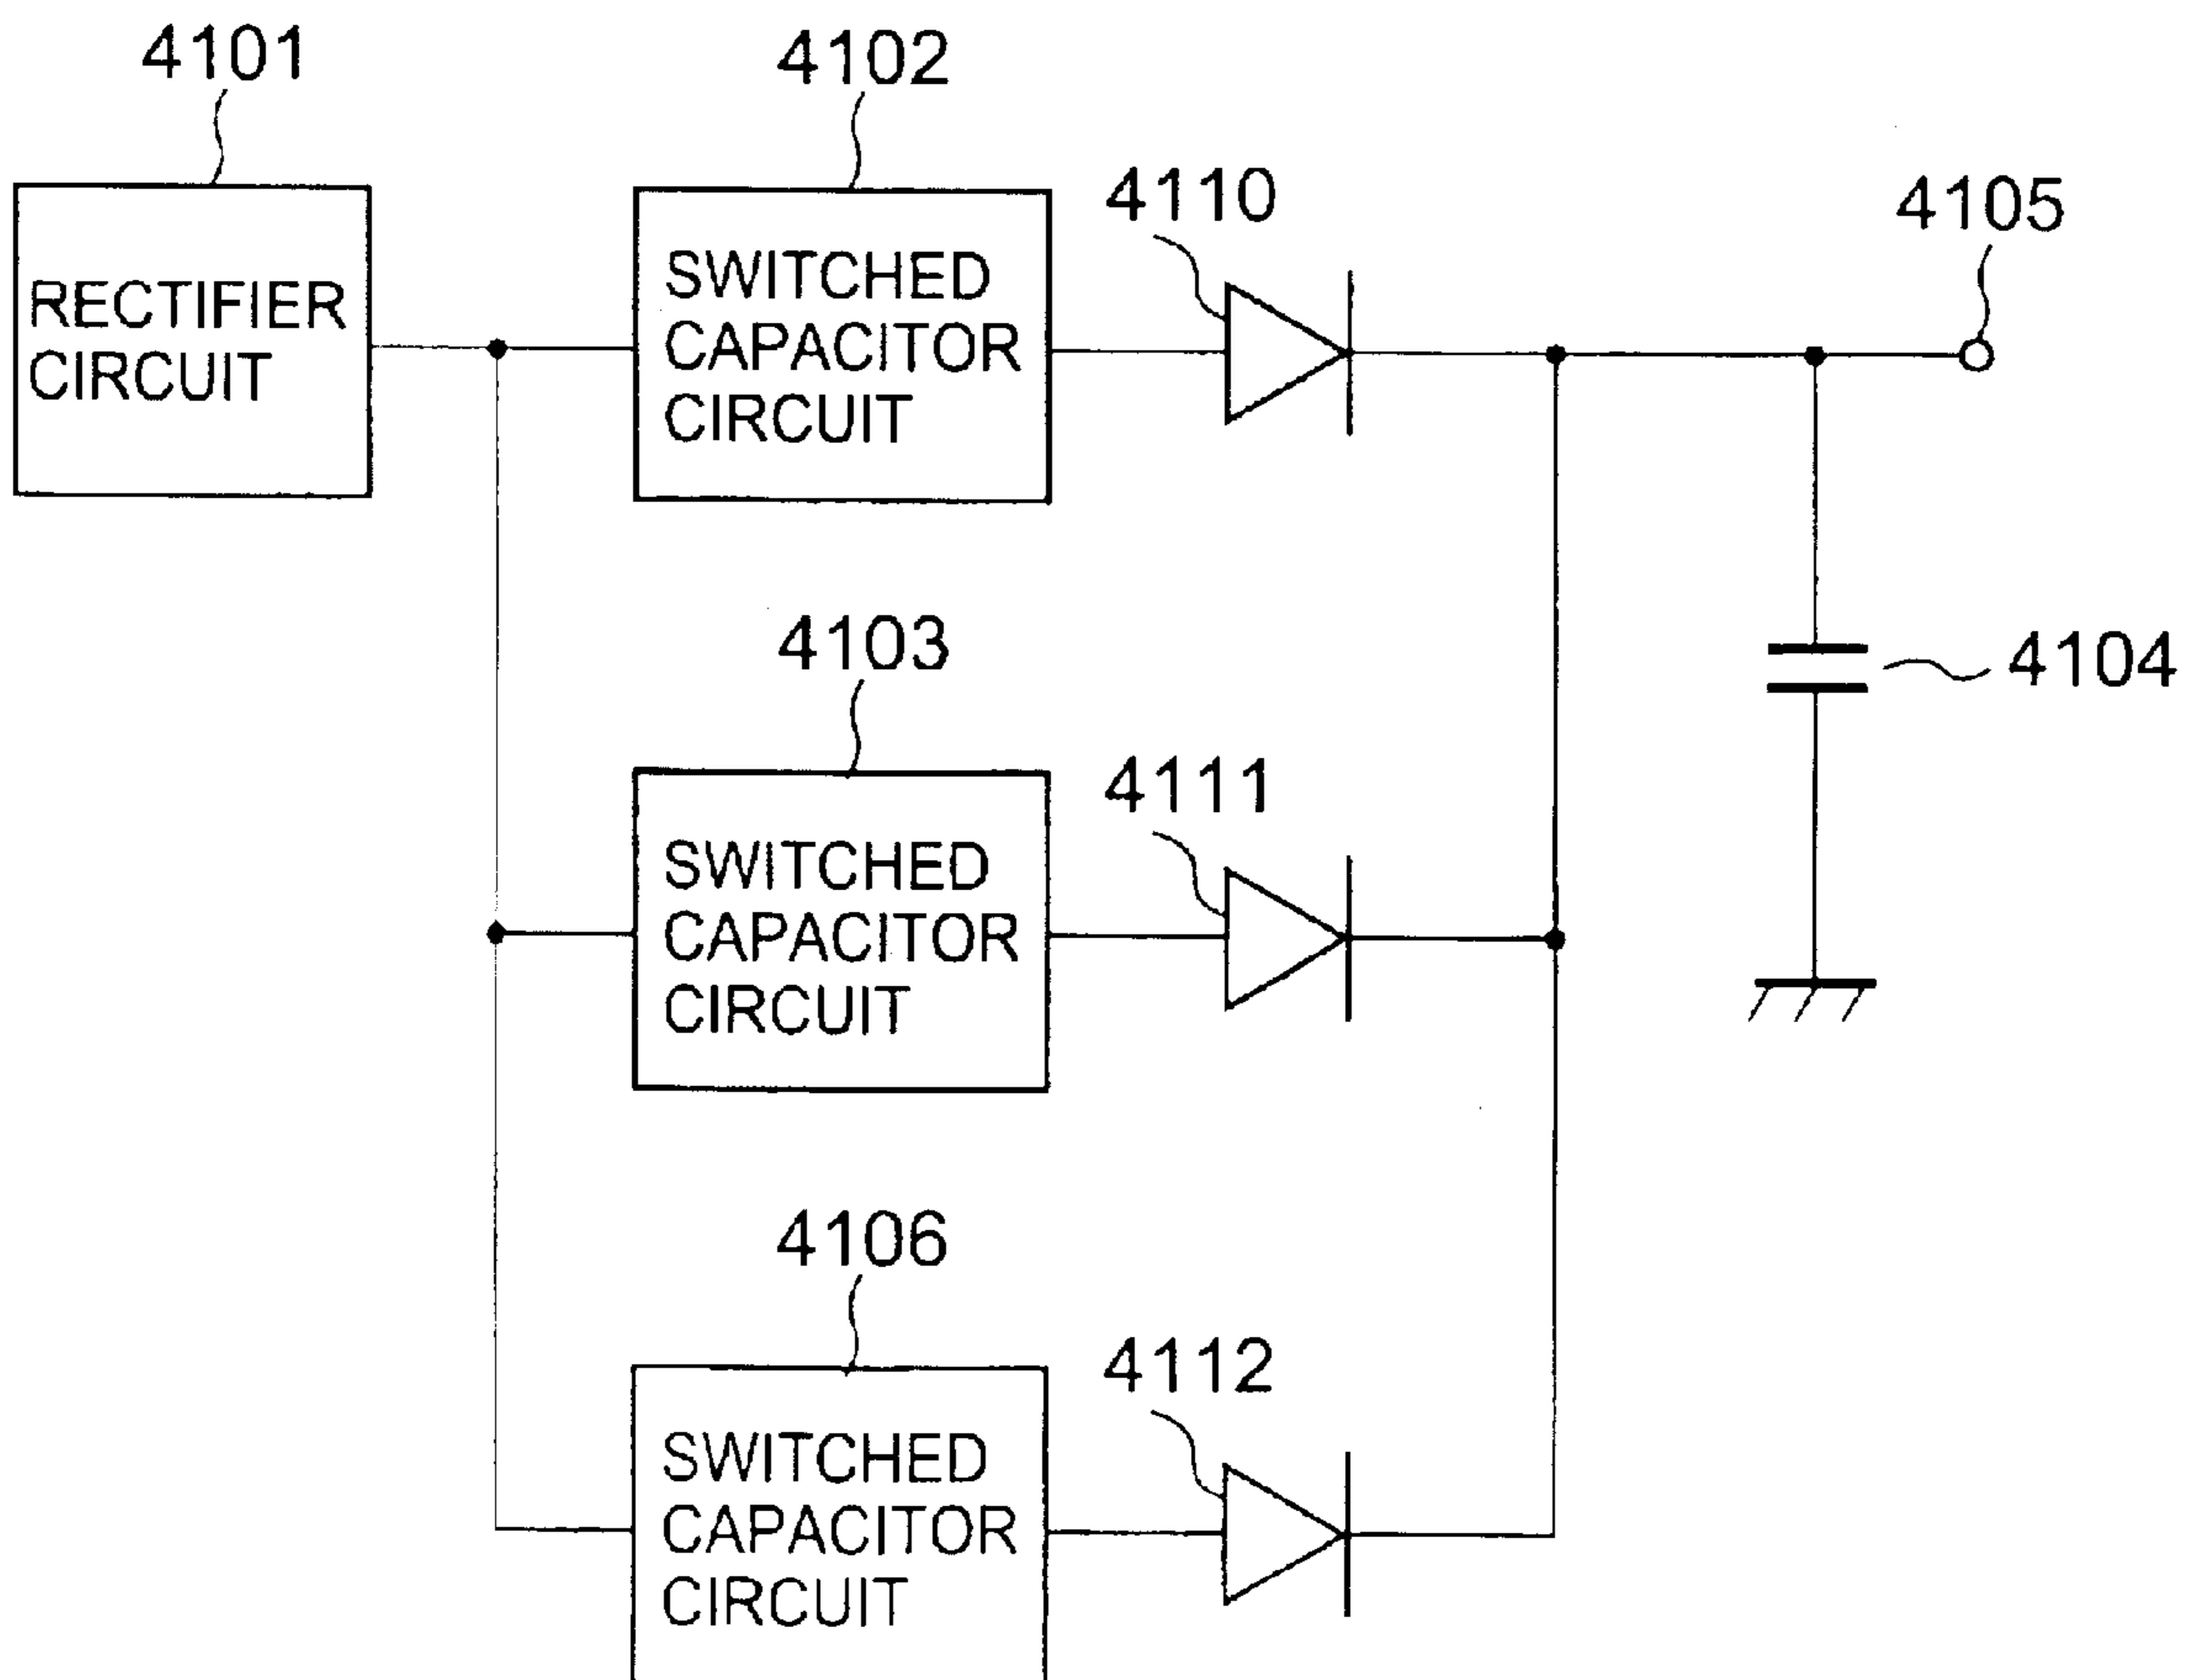 4101
4102
4110
4105
RECTIFIER
CIRCUIT
SWITCHED
CAPACITOR
CIRCUIT
4103
4104
4111
SWITCHED
CAPACITOR
CIRCUIT
4106
4112
SWITCHED
CAPACITOR
CIRCUIT